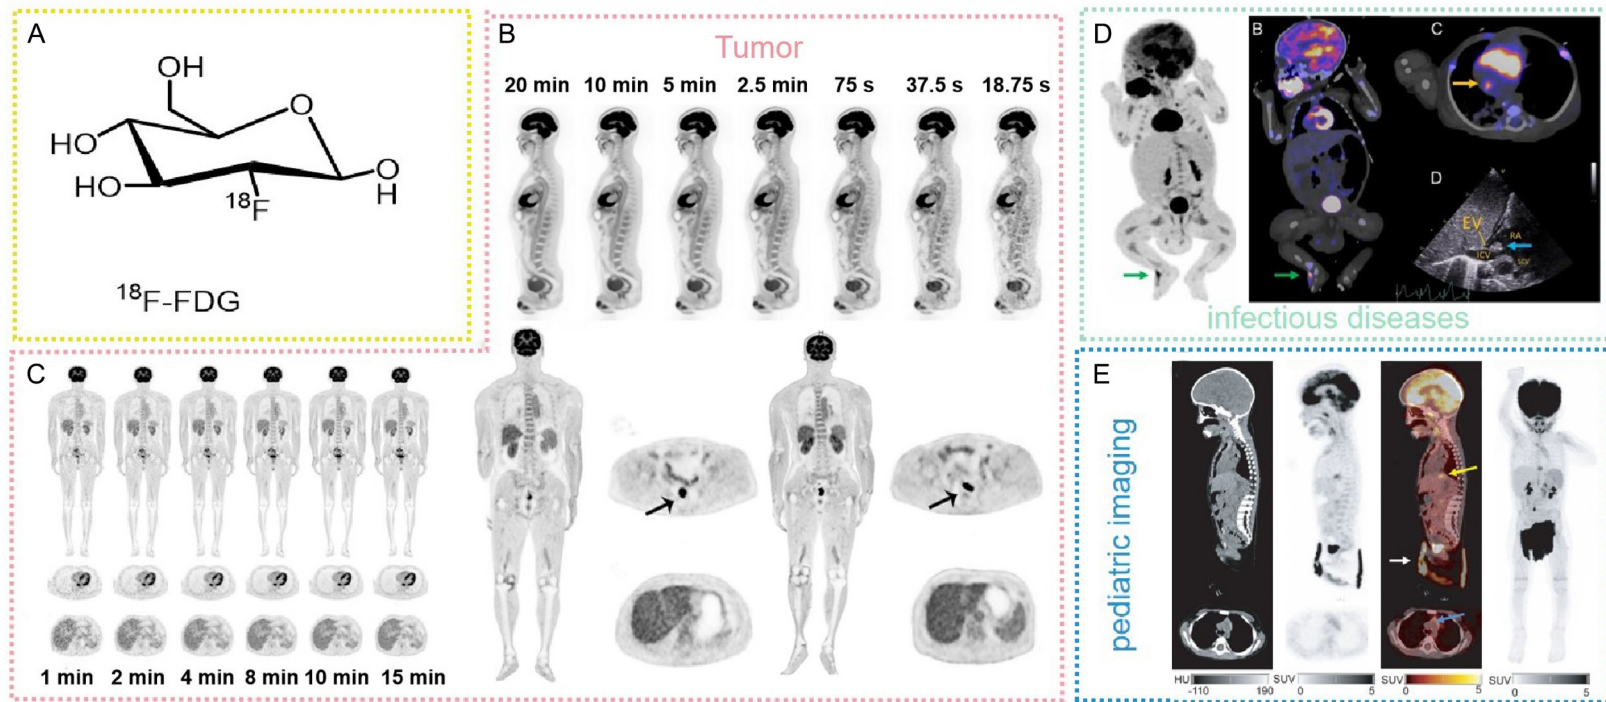 A
OH
O
HO
HO
18F
O
H
18F-FDG
B
Tumor
20 min 10 min 5 min 2.5 min 75 s 37.5 s 18.75 s
C
1 min 2 min 4 min 8 min 10 min 15 min
D
B
C
D
EV
RA
ICV
SCV
infectious diseases
E
pediatric imaging
HU
-110 190
SUV
0 5
SUV
0 5
SUV
0 5